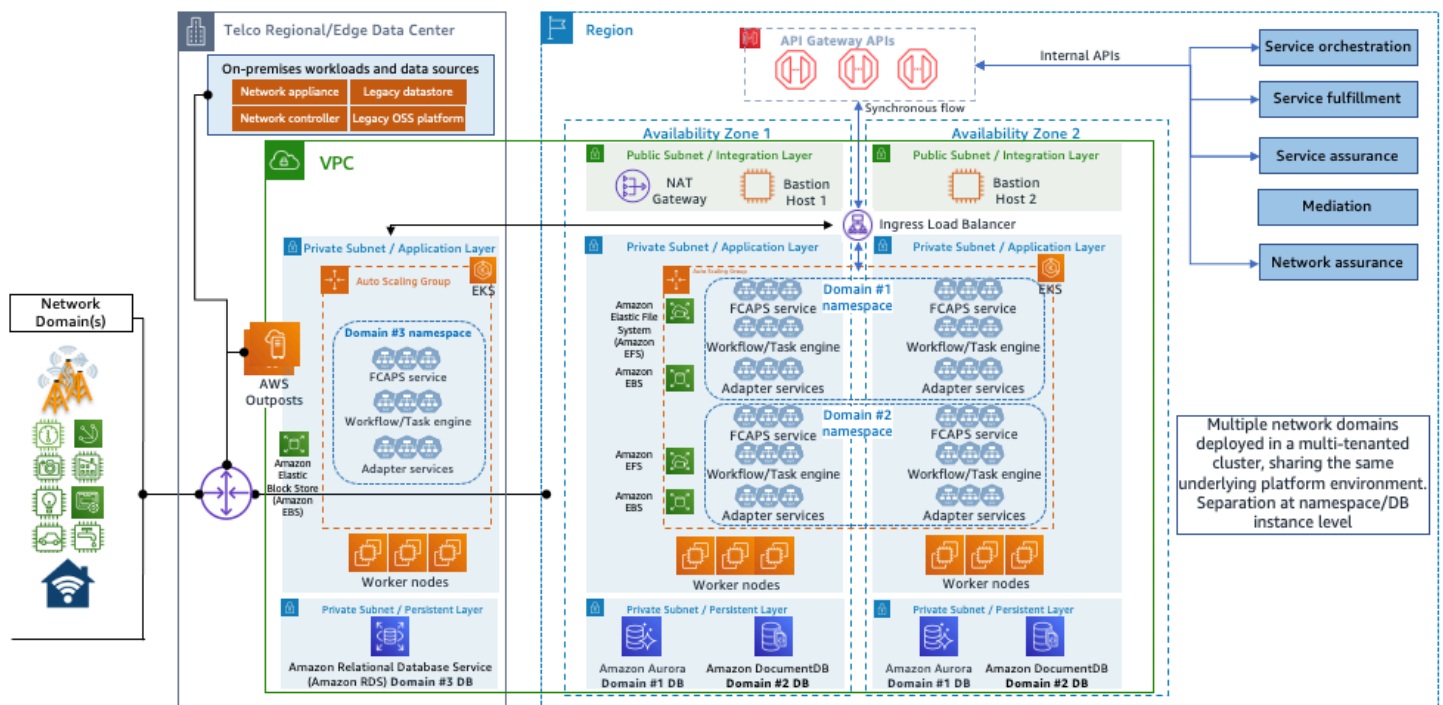 Telco Regional/Edge Data Center
On-premises workloads and data sources
Network appliance
Legacy datastore
Network controller
Legacy OSS platform
Region
API Gateway APIs
Internal APIs
Synchronous flow
Service orchestration
Service fulfillment
Service assurance
Mediation
Network assurance
VPC
Availability Zone 1
Availability Zone 2
Public Subnet / Integration Layer
NAT
Gateway
Bastion
Host 1
Public Subnet / Integration Layer
Bastion
Host 2
Ingress Load Balancer
Private Subnet / Application Layer
Auto Scaling Group
EKS
Domain #3 namespace
FCAPS service
Workflow/Task engine
Adapter services
Worker nodes
Private Subnet / Application Layer
Private Subnet / Application Layer
Auto Scaling Group
EKS
Amazon
Elastic File
System
(Amazon
EFS)
Amazon
EBS
Domain #1
namespace
FCAPS service
Workflow/Task engine
Adapter services
FCAPS service
Workflow/Task engine
Adapter services
Amazon
EFS
Amazon
EBS
Domain #2
namespace
FCAPS service
Workflow/Task engine
Adapter services
FCAPS service
Workflow/Task engine
Adapter services
Worker nodes
Worker nodes
Network
Domain(s)
AWS
Outposts
Amazon
Elastic
Block Store
(Amazon
EBS)
Multiple network domains
deployed in a multi-tenanted
cluster, sharing the same
underlying platform environment.
Separation at namespace/DB
instance level
Private Subnet / Persistent Layer
Amazon Relational Database Service
(Amazon RDS) Domain #3 DB
Private Subnet / Persistent Layer
Amazon Aurora
Domain #1 DB
Amazon DocumentDB
Domain #2 DB
Private Subnet / Persistent Layer
Amazon Aurora
Domain #1 DB
Amazon DocumentDB
Domain #2 DB